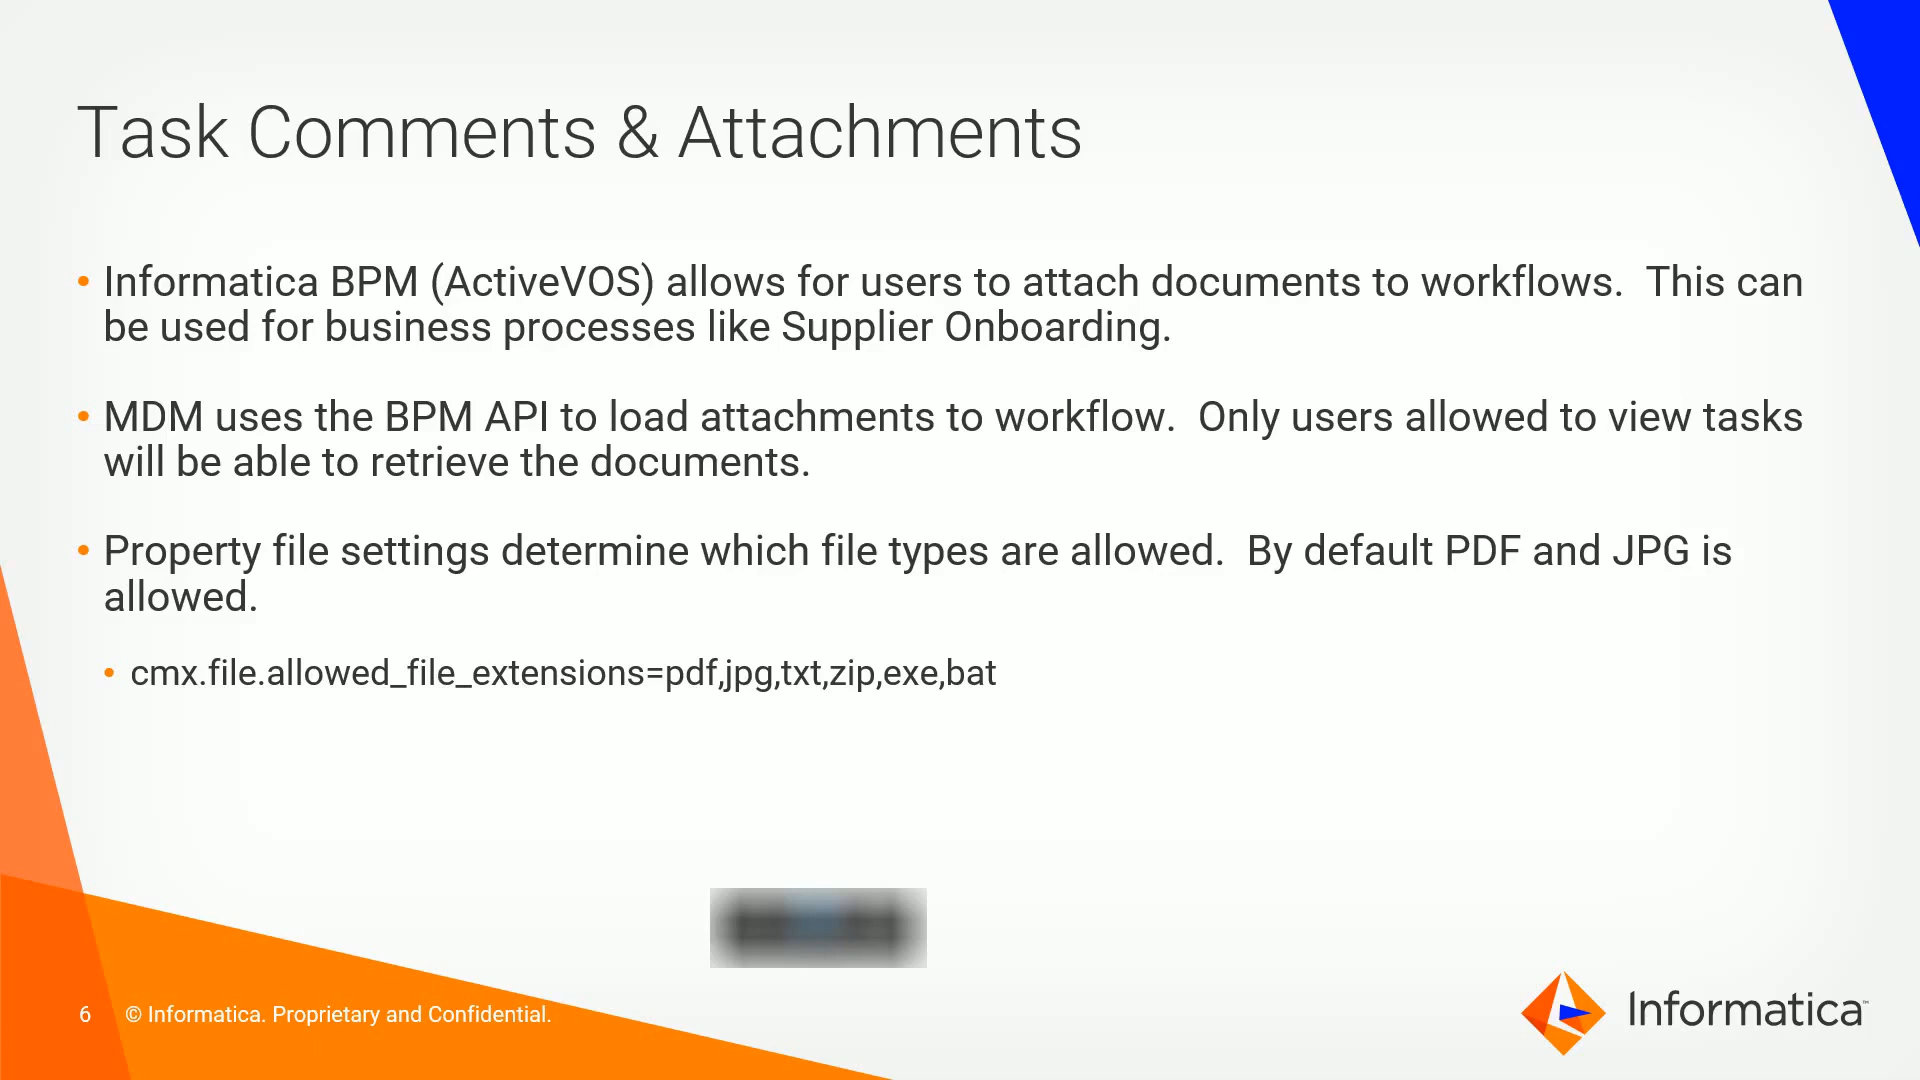 Task Comments & Attachments
• Informatica BPM (ActiveVOS) allows for users to attach documents to workflows.  This can
be used for business processes like Supplier Onboarding.
• MDM uses the BPM API to load attachments to workflow.  Only users allowed to view tasks
will be able to retrieve the documents.
• Property file settings determine which file types are allowed.  By default PDF and JPG is
allowed.
• cmx.file.allowed_file_extensions=pdf,jpg,txt,zip,exe,bat
6 © Informatica. Proprietary and Confidential.
Informatica™